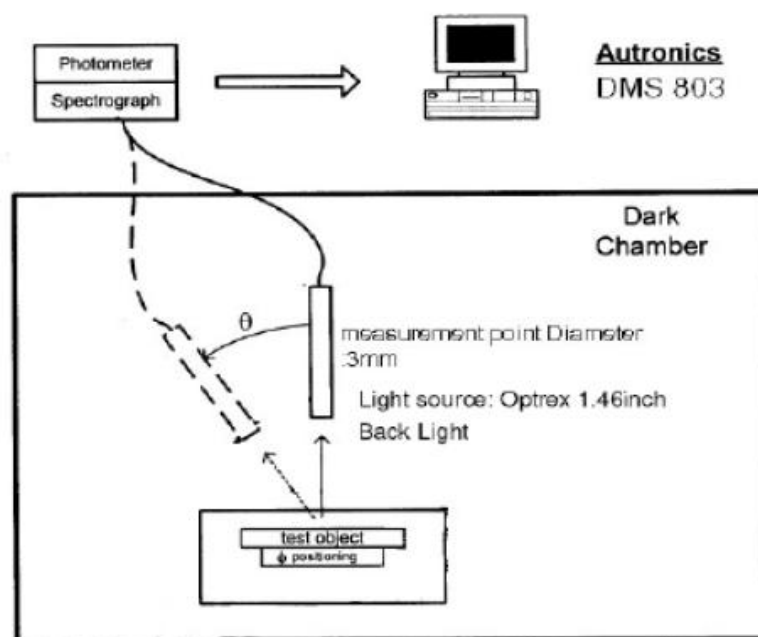 Photometer
Spectrograph
Autronics
DMS 803
Dark
Chamber
θ
measurement point Diameter
:3mm
Light source: Optrex 1.46inch
Back Light
test object
ϕ positioning